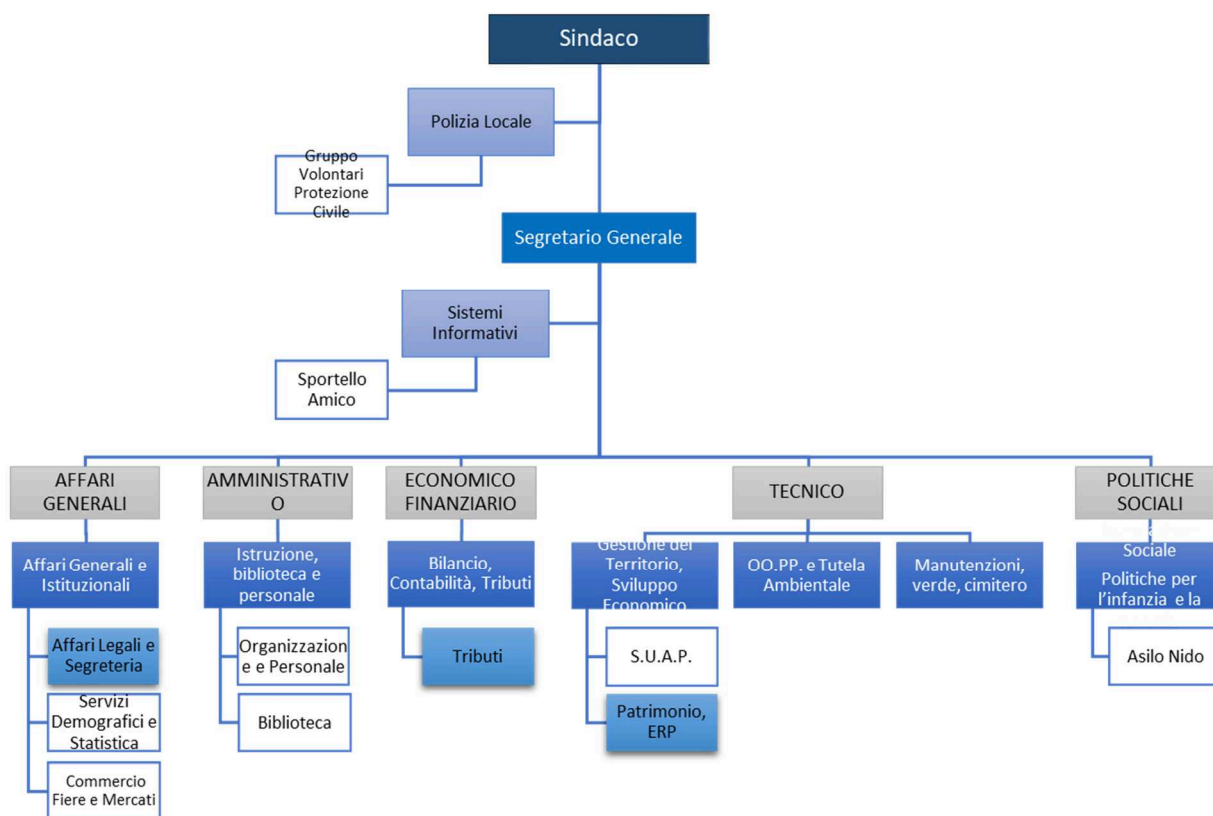 Sindaco
Polizia Locale
Gruppo
Volontari
Protezione
Civile
Segretario Generale
Sistemi
Informativi
Sportello
Amico
AFFARI
GENERALI
AMMINISTRATIV
O
ECONOMICO
FINANZIARIO
TECNICO
POLITICHE
SOCIALI
Affari Generali e
Istituzionali
Istruzione,
biblioteca e
personale
Bilancio,
Contabilità, Tributi
Gestione del
Territorio,
Sviluppo
Economico
OO.PP. e Tutela
Ambientale
Manutenzioni,
verde, cimitero
Sociale
Politiche per
l'infanzia e la
Affari Legali e
Segreteria
Servizi
Demografici e
Statistica
Commercio
Fiere e Mercati
Organizzazion
e e Personale
Biblioteca
Tributi
S.U.A.P.
Patrimonio,
ERP
Asilo Nido